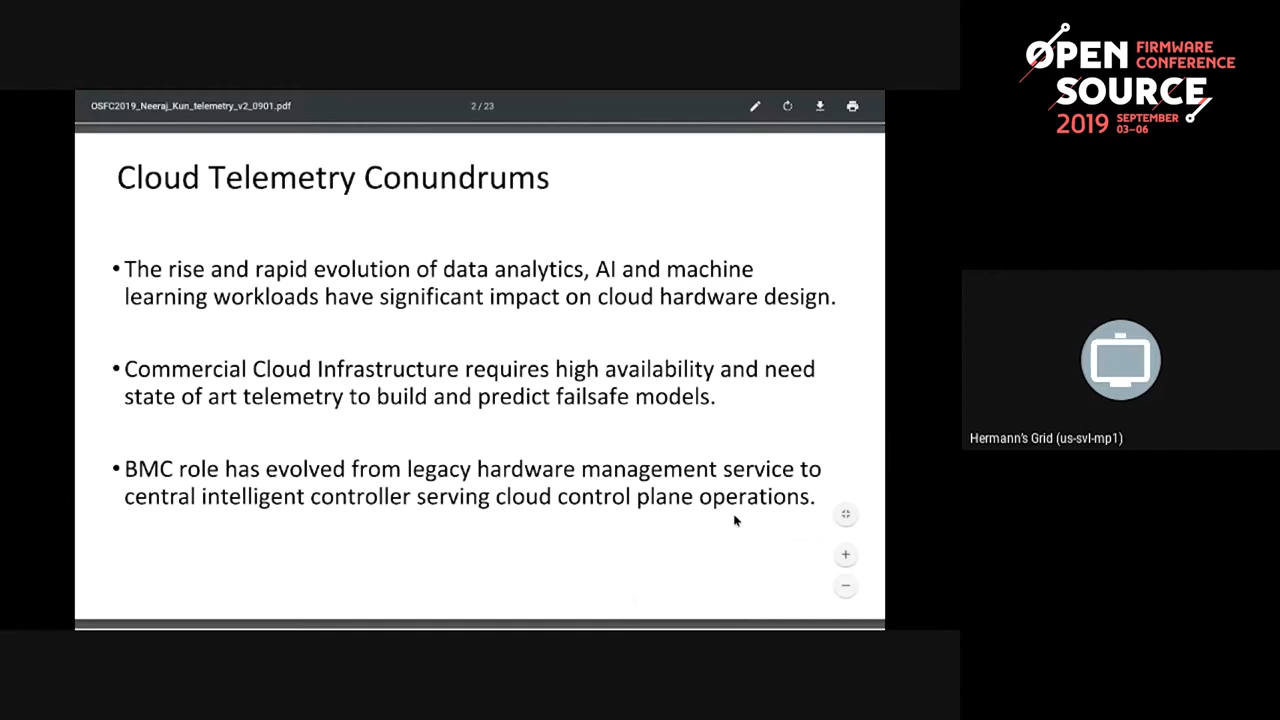 OSFC2019_Neeraj_Kun_telemetry_v2_0901.pdf
2 / 23
Cloud Telemetry Conundrums
• The rise and rapid evolution of data analytics, AI and machine
learning workloads have significant impact on cloud hardware design.
• Commercial Cloud Infrastructure requires high availability and need
state of art telemetry to build and predict failsafe models.
• BMC role has evolved from legacy hardware management service to
central intelligent controller serving cloud control plane operations.
OPEN FIRMWARE
CONFERENCE
SOURCE
2019 SEPTEMBER
03–06
Hermann's Grid (us-svl-mp1)